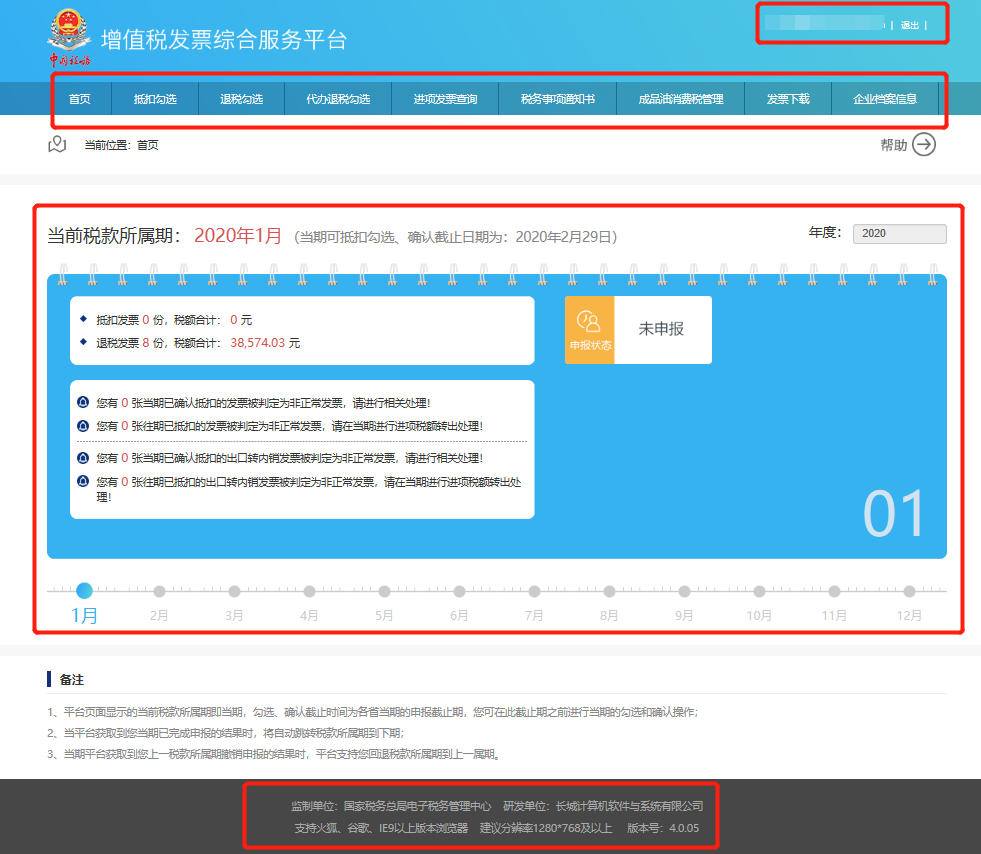 增值税发票综合服务平台
中国税务
| 退出 |
首页 抵扣勾选 退税勾选 代办退税勾选 进项发票查询 税务事项通知书 成品油消费税管理 发票下载 企业档案信息
当前位置：首页
帮助
当前税款所属期： 2020年1月 （当期可抵扣勾选、确认截止日期为：2020年2月29日）
年度： 2020
抵扣发票 0 份，税额合计： 0 元
退税发票 8 份，税额合计： 38,574.03 元
申报状态
未申报
您有 0 张当期已确认抵扣的发票被判定为非正常发票，请进行相关处理！
您有 0 张往期已抵扣的发票被判定为非正常发票，请在当期进行进项税额转出处理！
您有 0 张当期已确认抵扣的出口转内销发票被判定为非正常发票，请进行相关处理！
您有 0 张往期已抵扣的出口转内销发票被判定为非正常发票，请在当期进行进项税额转出处
理！
01
1月 2月 3月 4月 5月 6月 7月 8月 9月 10月 11月 12月
备注
1、平台页面显示的当前税款所属期即当期，勾选、确认截止时间为各省当期的申报截止期，您可在此截止期之前进行当期的勾选和确认操作；
2、当平台获取到您当期已完成申报的结果时，将自动跳转税款所属期到下期；
3、当期平台获取到您上一税款所属期撤销申报的结果时，平台支持您回退税款所属期到上一属期。
监制单位：国家税务总局电子税务管理中心 研发单位：长城计算机软件与系统有限公司
支持火狐、谷歌、IE9以上版本浏览器 建议分辨率1280*768及以上 版本号：4.0.05